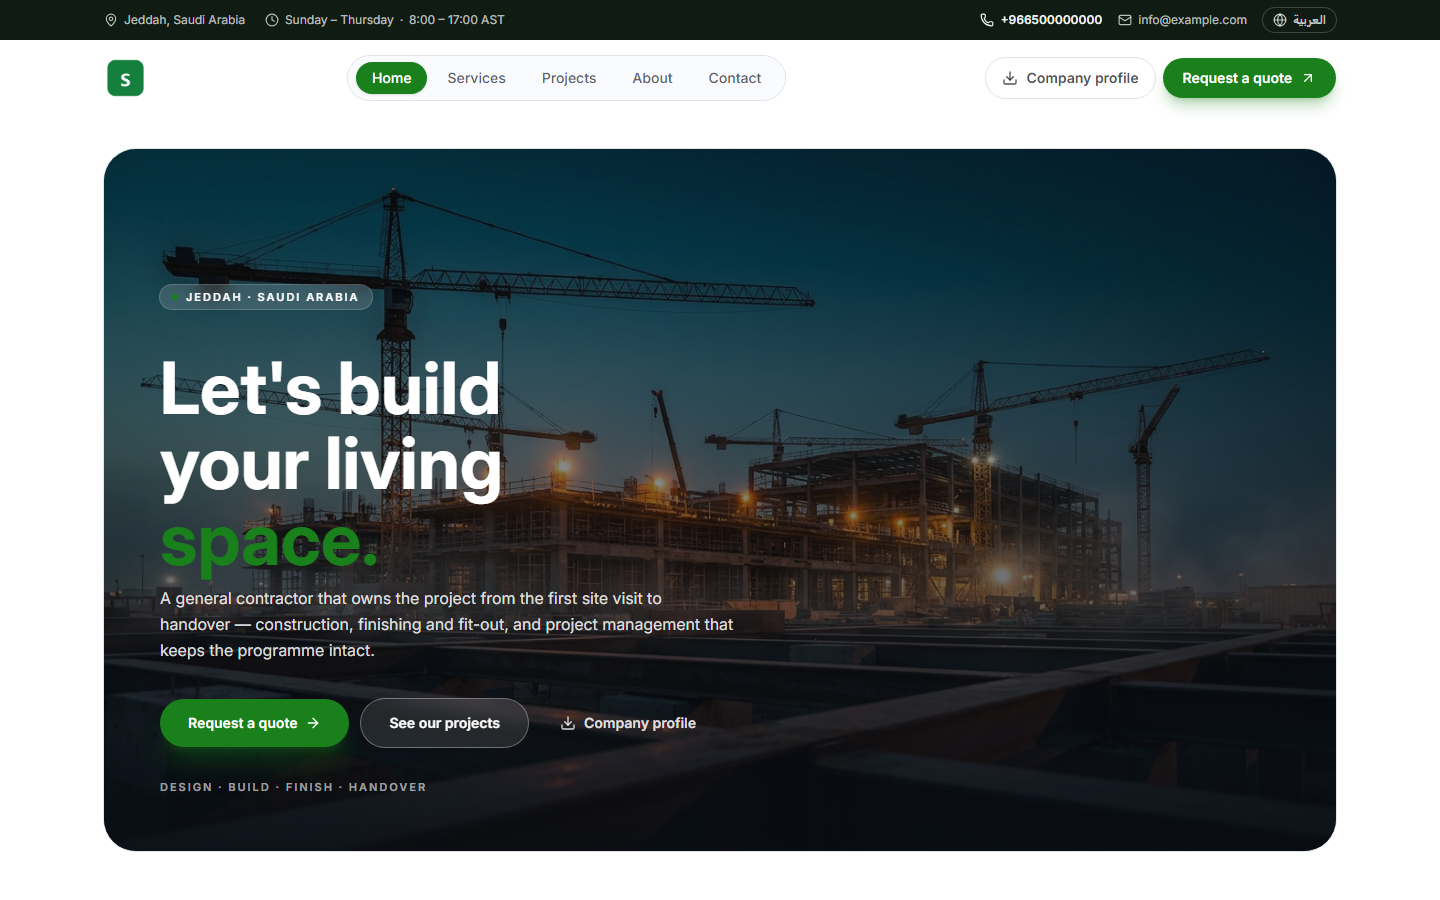 Jeddah, Saudi Arabia
Sunday – Thursday · 8:00 – 17:00 AST
+966500000000
info@example.com
العربية
S
Home
Services
Projects
About
Contact
Company profile
Request a quote
JEDDAH · SAUDI ARABIA
Let's build
your living
space.
A general contractor that owns the project from the first site visit to
handover — construction, finishing and fit-out, and project management that
keeps the programme intact.
Request a quote
See our projects
Company profile
DESIGN · BUILD · FINISH · HANDOVER